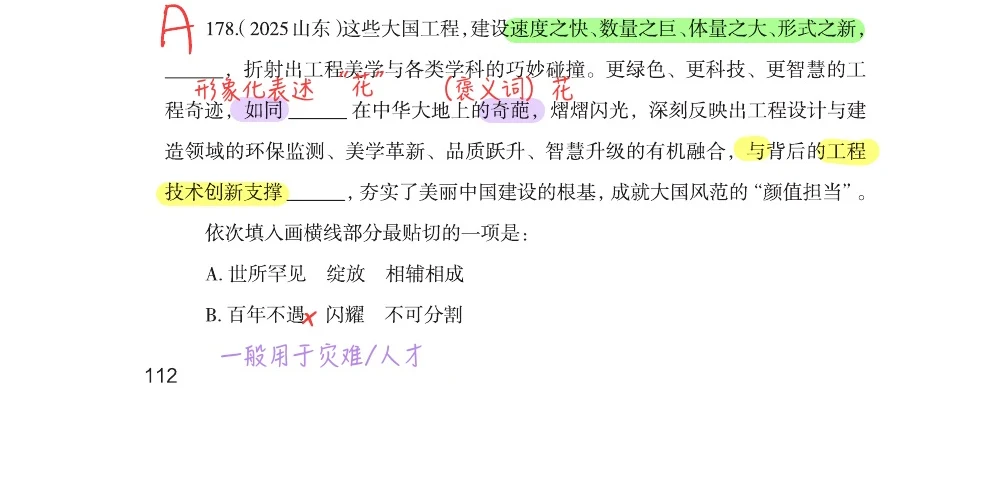 A 178.(2025山东)这些大国工程,建设速度之快、数量之巨、体量之大、形式之新,
______,折射出工程美学与各类学科的巧妙碰撞。更绿色、更科技、更智慧的工
形象化表述 “花” (褒义词)花
程奇迹,如同______在中华大地上的奇葩,熠熠闪光,深刻反映出工程设计与建
造领域的环保监测、美学革新、品质跃升、智慧升级的有机融合,与背后的工程
技术创新支撑______,夯实了美丽中国建设的根基,成就大国风范的“颜值担当”。
依次填入画横线部分最贴切的一项是:
A. 世所罕见 绽放 相辅相成
B. 百年不遇× 闪耀 不可分割
一般用于灾难/人才
112